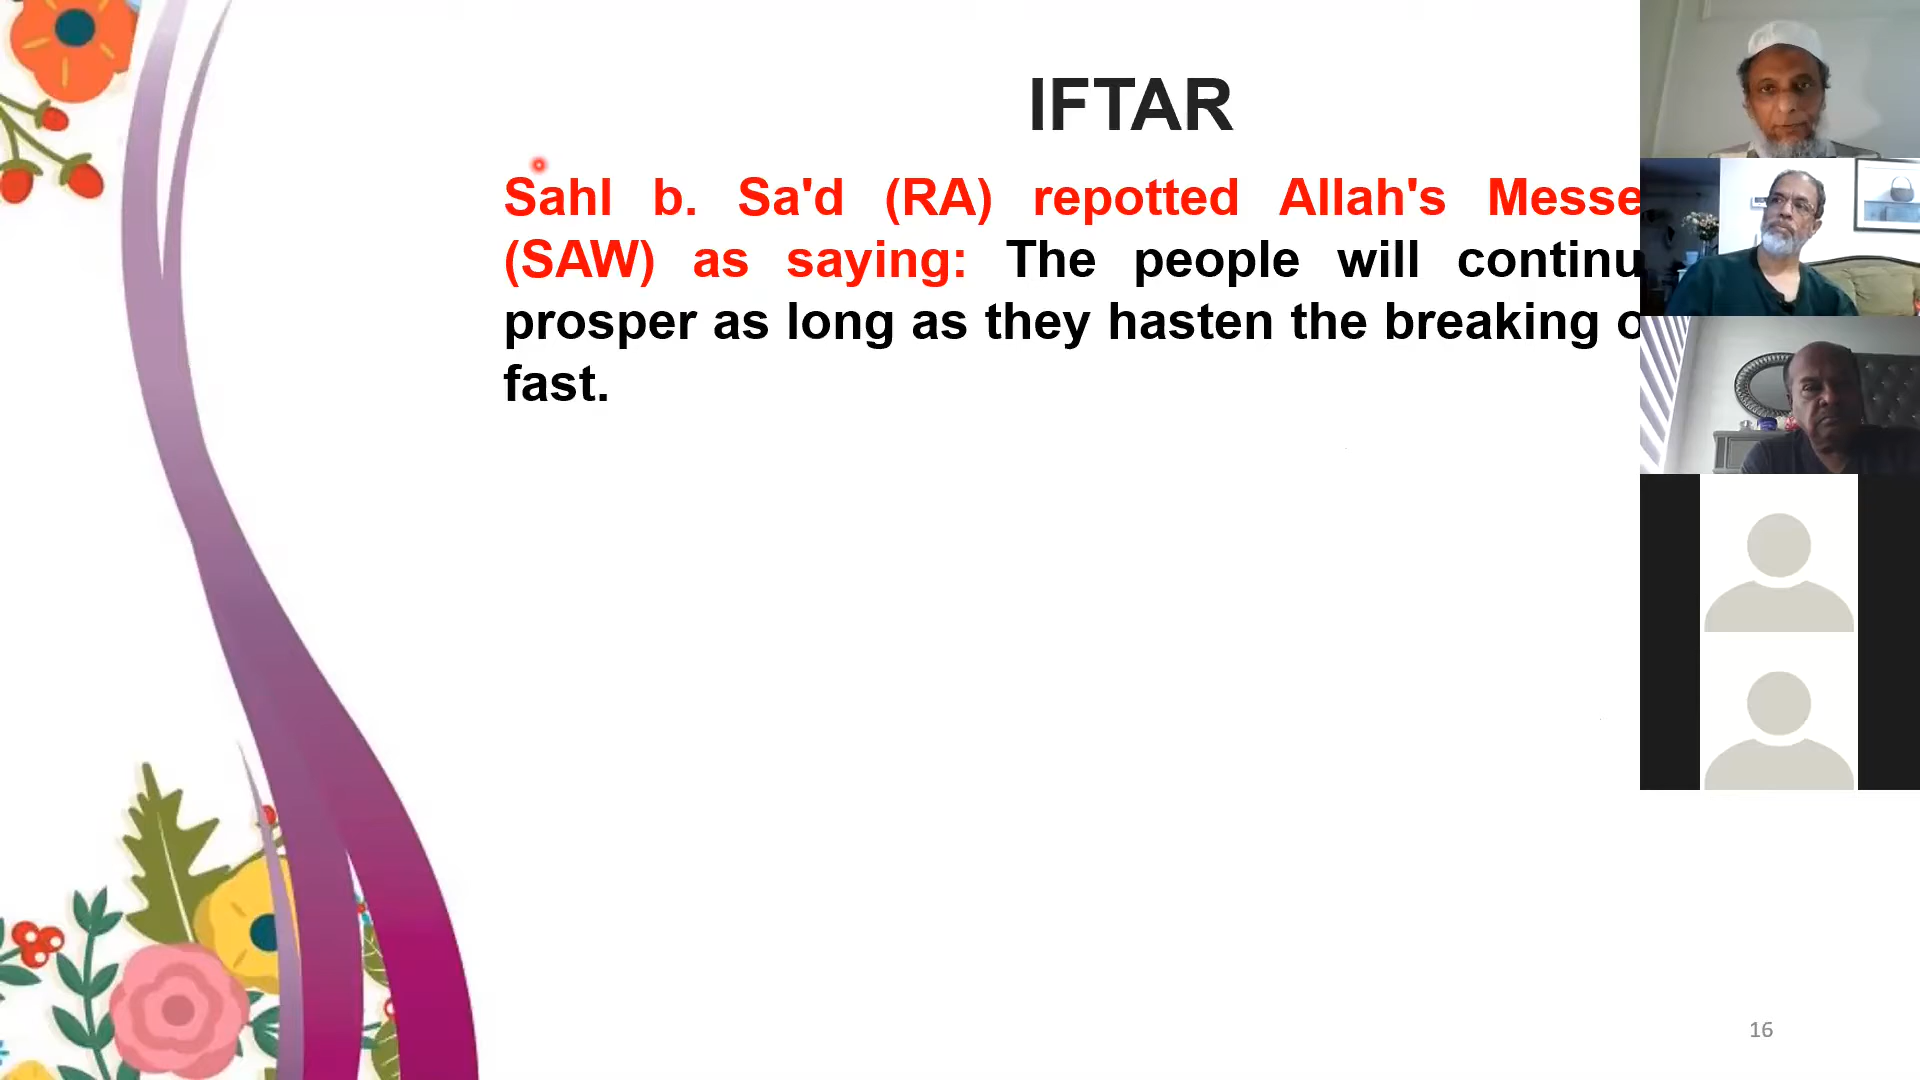 IFTAR
Sahl b. Sa'd (RA) repotted Allah's Messe
(SAW) as saying: The people will continu
prosper as long as they hasten the breaking o
fast.
16